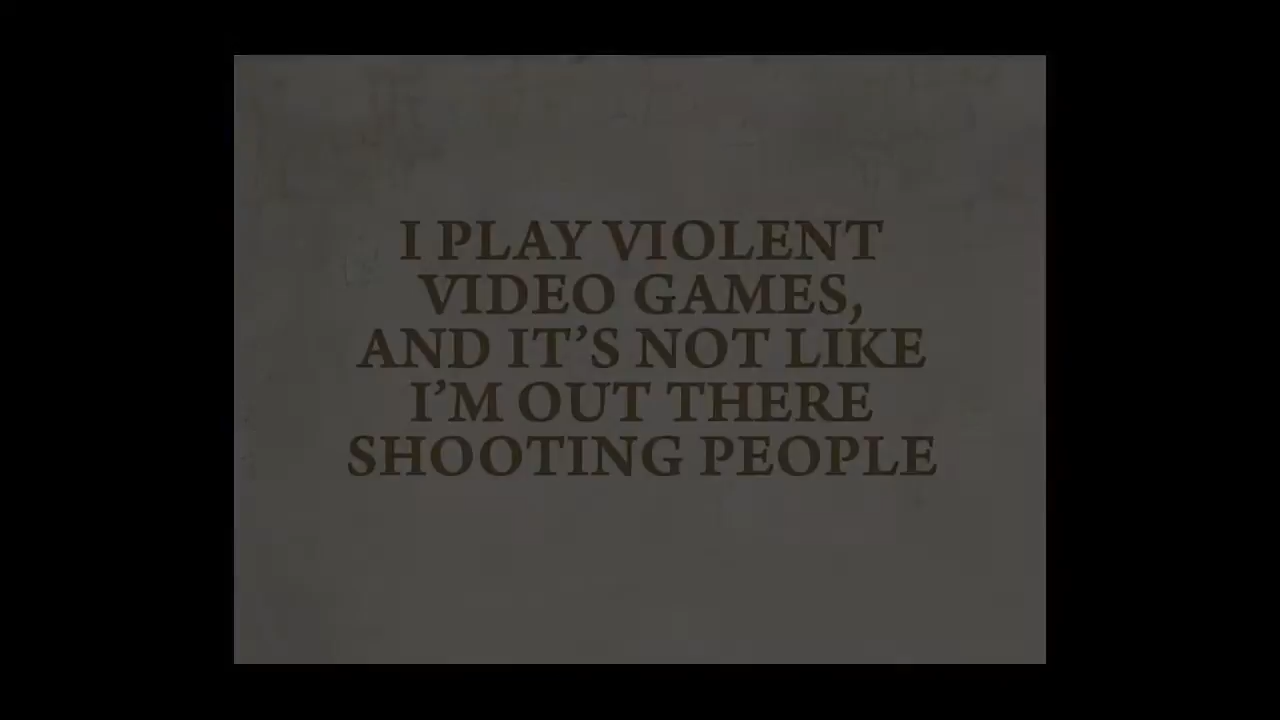 I PLAY VIOLENT
VIDEO GAMES,
AND IT’S NOT LIKE
I’M OUT THERE
SHOOTING PEOPLE